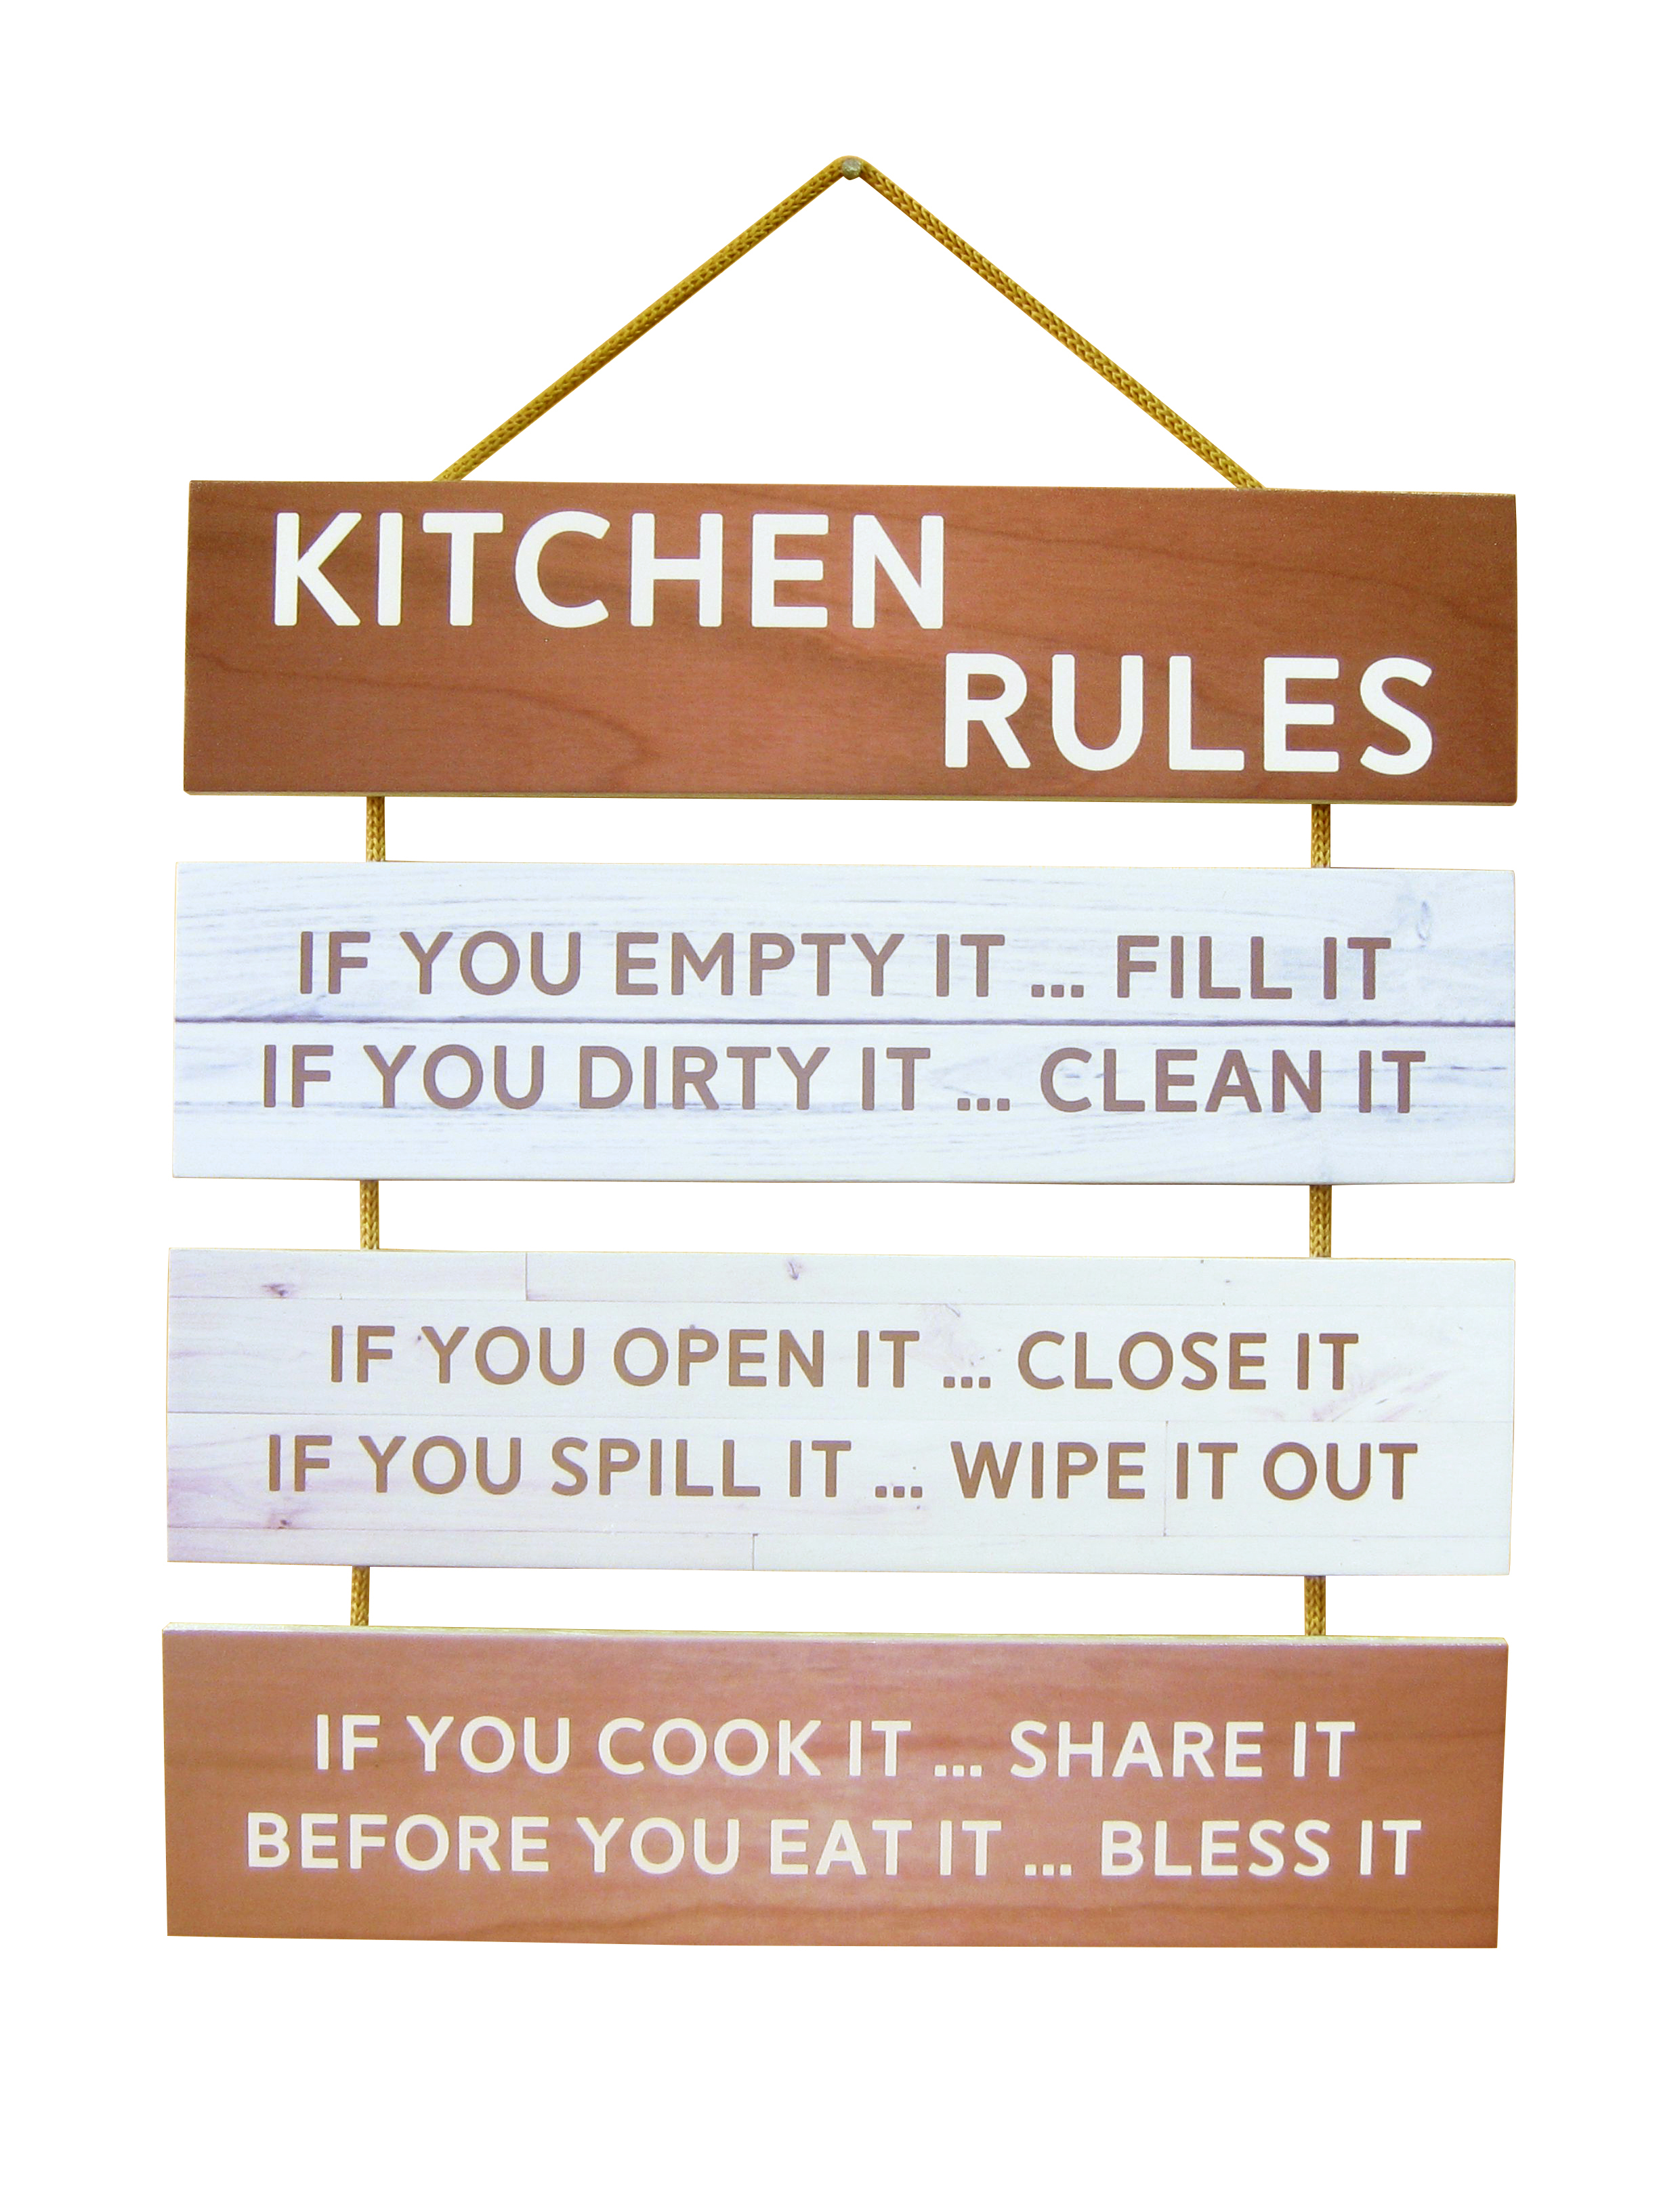 KITCHEN
RULES
IF YOU EMPTY IT ... FILL IT
IF YOU DIRTY IT ... CLEAN IT
IF YOU OPEN IT ... CLOSE IT
IF YOU SPILL IT ... WIPE IT OUT
IF YOU COOK IT ... SHARE IT
BEFORE YOU EAT IT ... BLESS IT